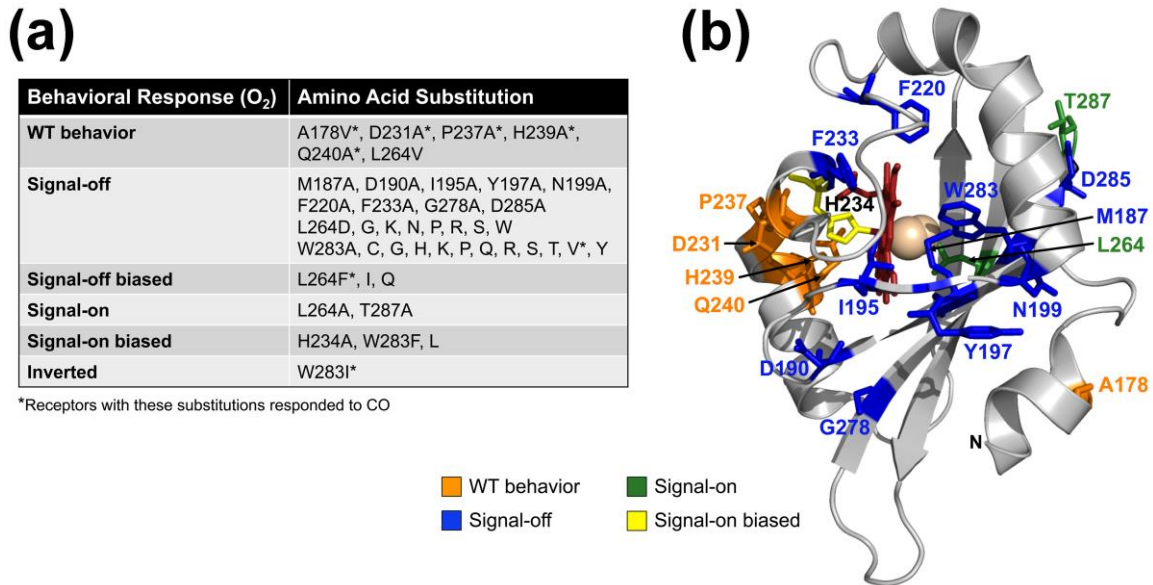 (a)
Behavioral Response (O₂) Amino Acid Substitution
WT behavior A178V*, D231A*, P237A*, H239A*,
Q240A*, L264V
Signal-off M187A, D190A, I195A, Y197A, N199A,
F220A, F233A, G278A, D285A
L264D, G, K, N, P, R, S, W
W283A, C, G, H, K, P, Q, R, S, T, V*, Y
Signal-off biased L264F*, I, Q
Signal-on L264A, T287A
Signal-on biased H234A, W283F, L
Inverted W283I*
*Receptors with these substitutions responded to CO
(b)
F220
T287
F233
D285
H234
W283
P237
M187
D231
L264
H239
Q240
I195
N199
Y197
D190
A178
G278
N
WT behavior
Signal-on
Signal-off
Signal-on biased